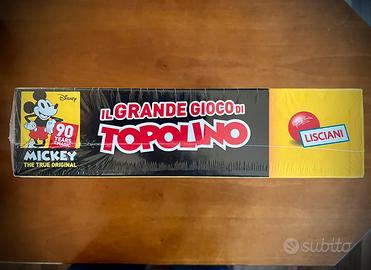 Disney
90
YEARS
MICKEY
THE TRUE ORIGINAL
IL GRANDE GIOCO DI
TOPOLINO
LISCIANI
subito